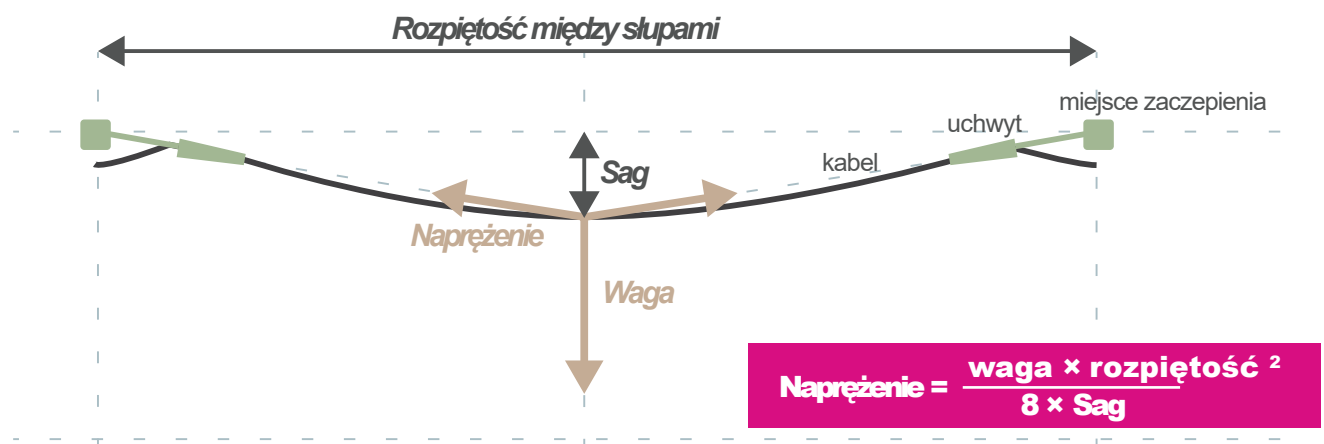 Rozpiętość między słupami
miejsce zaczepienia
uchwyt
kabel
Sag
Naprężenie
Waga
Naprężenie = waga × rozpiętość ²
8 × Sag